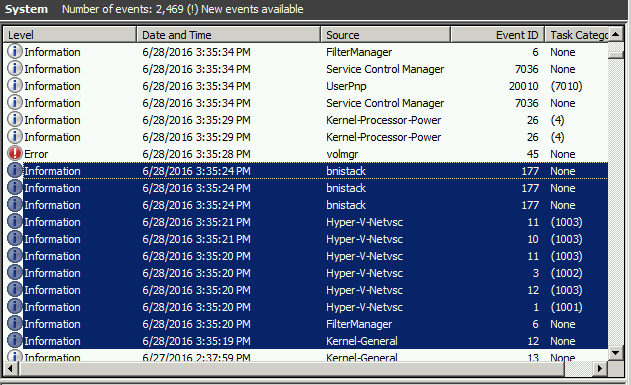 System Number of events: 2,469 (!) New events available
Level Date and Time Source Event ID Task Catego
Information 6/28/2016 3:35:34 PM FilterManager 6 None
Information 6/28/2016 3:35:34 PM Service Control Manager 7036 None
Information 6/28/2016 3:35:34 PM UserPnp 20010 (7010)
Information 6/28/2016 3:35:34 PM Service Control Manager 7036 None
Information 6/28/2016 3:35:29 PM Kernel-Processor-Power 26 (4)
Information 6/28/2016 3:35:29 PM Kernel-Processor-Power 26 (4)
Error 6/28/2016 3:35:28 PM volmgr 45 None
Information 6/28/2016 3:35:24 PM bnistack 177 None
Information 6/28/2016 3:35:24 PM bnistack 177 None
Information 6/28/2016 3:35:24 PM bnistack 177 None
Information 6/28/2016 3:35:21 PM Hyper-V-Netvsc 11 (1003)
Information 6/28/2016 3:35:21 PM Hyper-V-Netvsc 10 (1003)
Information 6/28/2016 3:35:20 PM Hyper-V-Netvsc 11 (1003)
Information 6/28/2016 3:35:20 PM Hyper-V-Netvsc 3 (1002)
Information 6/28/2016 3:35:20 PM Hyper-V-Netvsc 12 (1003)
Information 6/28/2016 3:35:20 PM Hyper-V-Netvsc 1 (1001)
Information 6/28/2016 3:35:20 PM FilterManager 6 None
Information 6/28/2016 3:35:19 PM Kernel-General 12 None
Information 6/27/2016 2:37:59 PM Kernel-General 13 None